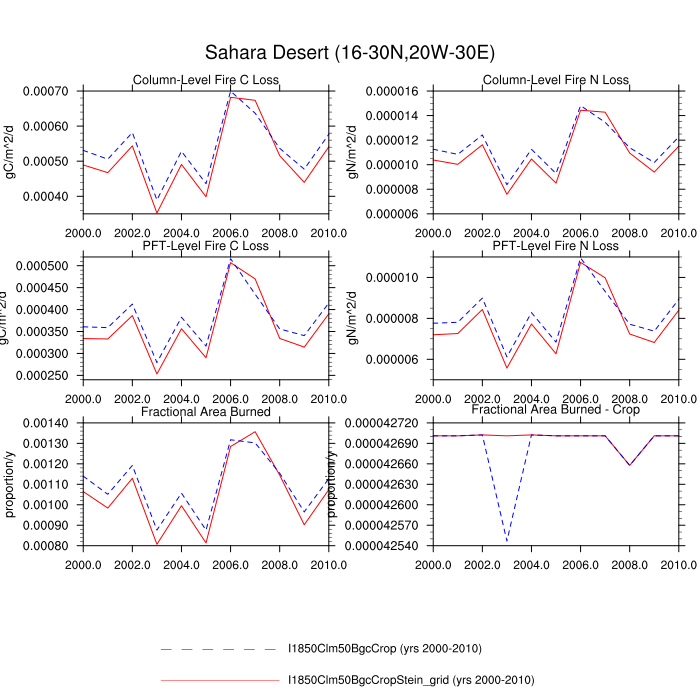 Sahara Desert (16-30N,20W-30E)
Column-Level Fire C Loss
gC/m^2/d
0.00070
0.00060
0.00050
0.00040
2000.0 2002.0 2004.0 2006.0 2008.0 2010.0
Column-Level Fire N Loss
gN/m^2/d
0.000016
0.000014
0.000012
0.000010
0.000008
0.000006
2000.0 2002.0 2004.0 2006.0 2008.0 2010.0
PFT-Level Fire C Loss
gC/m^2/d
0.000500
0.000450
0.000400
0.000350
0.000300
0.000250
2000.0 2002.0 2004.0 2006.0 2008.0 2010.0
PFT-Level Fire N Loss
gN/m^2/d
0.000010
0.000008
0.000006
2000.0 2002.0 2004.0 2006.0 2008.0 2010.0
Fractional Area Burned
proportion/y
0.00140
0.00130
0.00120
0.00110
0.00100
0.00090
0.00080
2000.0 2002.0 2004.0 2006.0 2008.0 2010.0
Fractional Area Burned - Crop
proportion/y
0.000042720
0.000042690
0.000042660
0.000042630
0.000042600
0.000042570
0.000042540
2000.0 2002.0 2004.0 2006.0 2008.0 2010.0
I1850Clm50BgcCrop (yrs 2000-2010)
I1850Clm50BgcCropStein_grid (yrs 2000-2010)